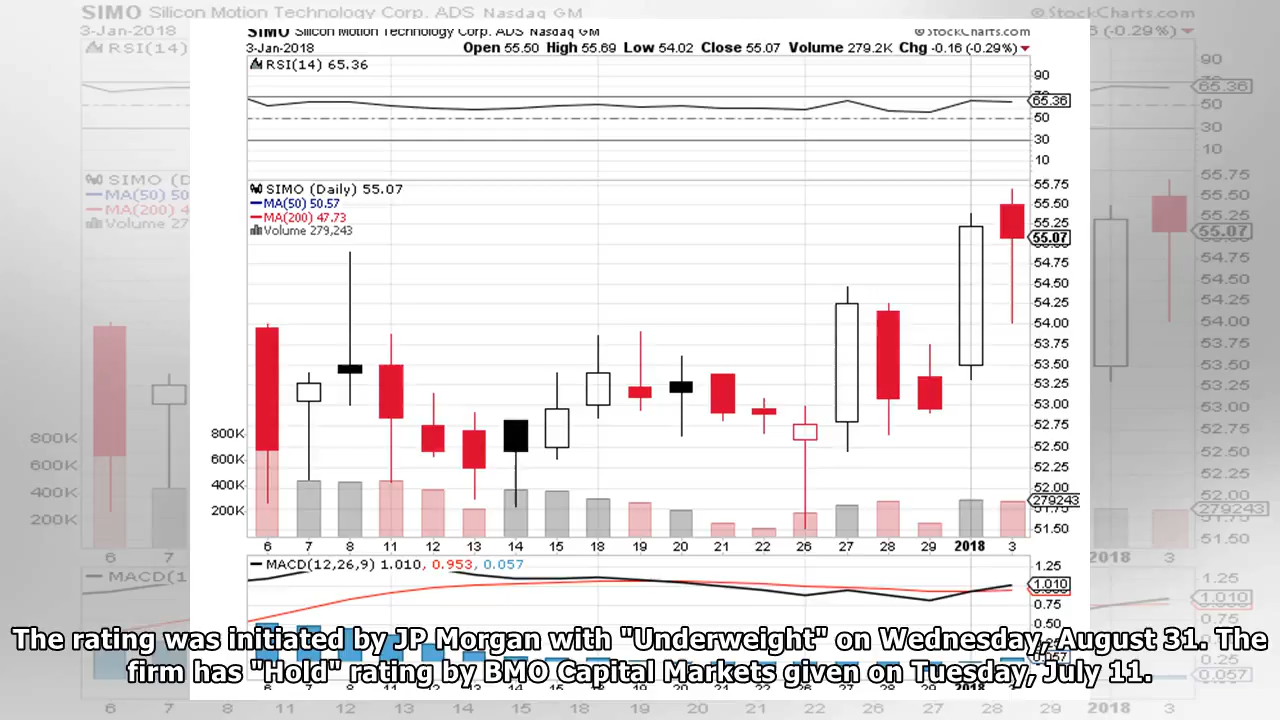 SIMO Silicon Motion Technology Corp. ADS Nasdaq GM © StockCharts.com
3-Jan-2018 Open 55.50 High 55.69 Low 54.02 Close 55.07 Volume 279.2K Chg -0.16 (-0.29%)
RSI(14) 65.36
90
65.36
50
30
10
SIMO (Daily) 55.07
MA(50) 50.57
MA(200) 47.73
Volume 279,243
55.75
55.50
55.25
55.07
54.75
54.50
54.25
54.00
53.75
53.50
53.25
53.00
52.75
52.50
52.25
52.00
279243
51.75
51.50
800K
600K
400K
200K
6 7 8 11 12 13 14 15 18 19 20 21 22 26 27 28 29 2018 3
MACD(12,26,9) 1.010, 0.953, 0.057
1.25
1.010
0.75
0.50
0.25
0.057
The rating was initiated by JP Morgan with "Underweight" on Wednesday, August 31. The
firm has "Hold" rating by BMO Capital Markets given on Tuesday, July 11.